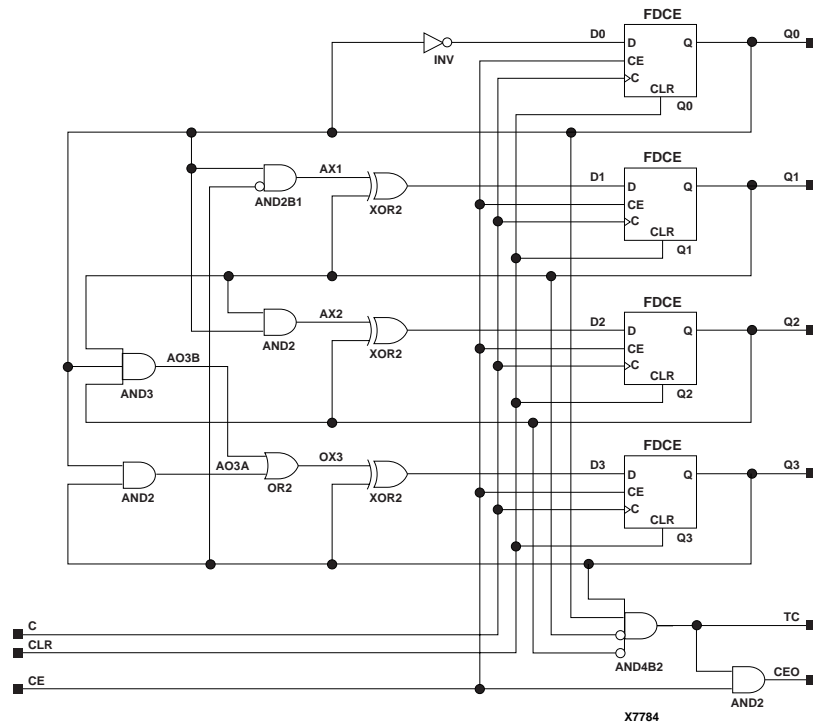 FDCE
D0
D
Q
Q0
INV
CE
C
CLR
Q0
FDCE
AX1
D1
D
Q
Q1
AND2B1
XOR2
CE
C
CLR
Q1
FDCE
AX2
D2
D
Q
Q2
AND2
XOR2
CE
C
CLR
Q2
AO3B
AND3
FDCE
OX3
D3
D
Q
Q3
AO3A
AND2
OR2
XOR2
CE
C
CLR
Q3
C
TC
CLR
AND4B2
CE
CEO
AND2
X7784